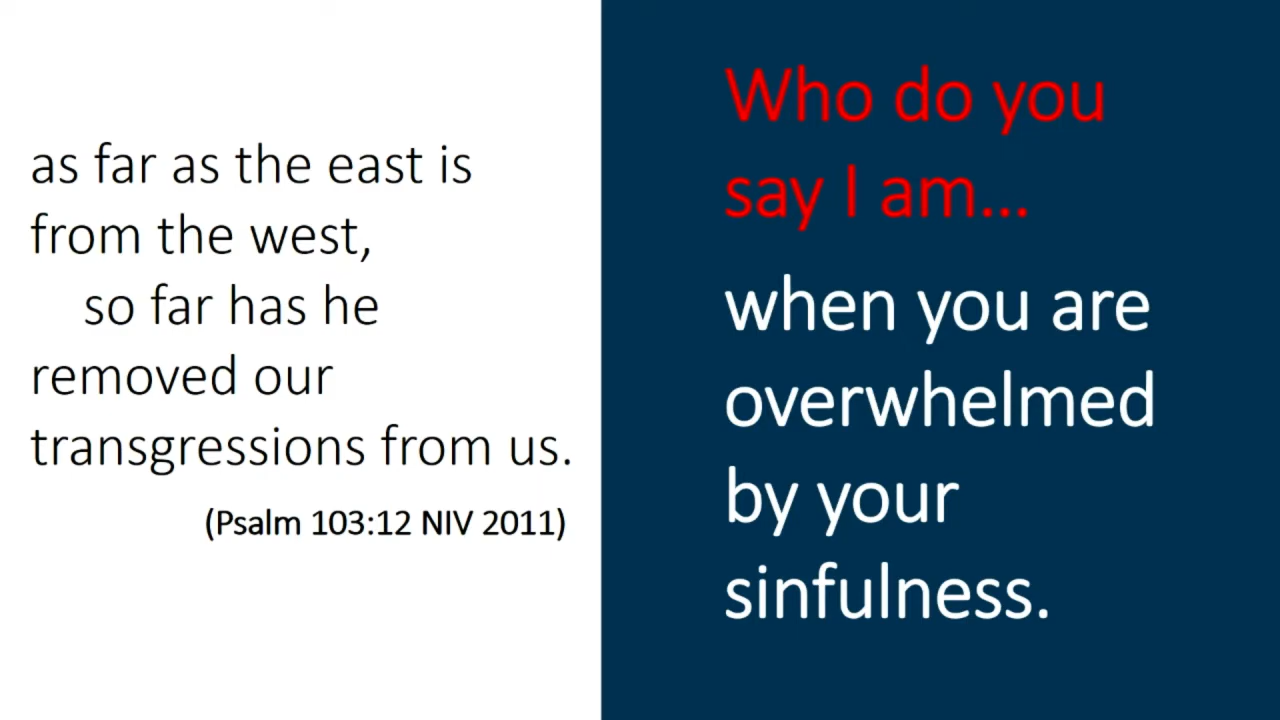 as far as the east is
from the west,
so far has he
removed our
transgressions from us.
(Psalm 103:12 NIV 2011)
Who do you
say I am...
when you are
overwhelmed
by your
sinfulness.